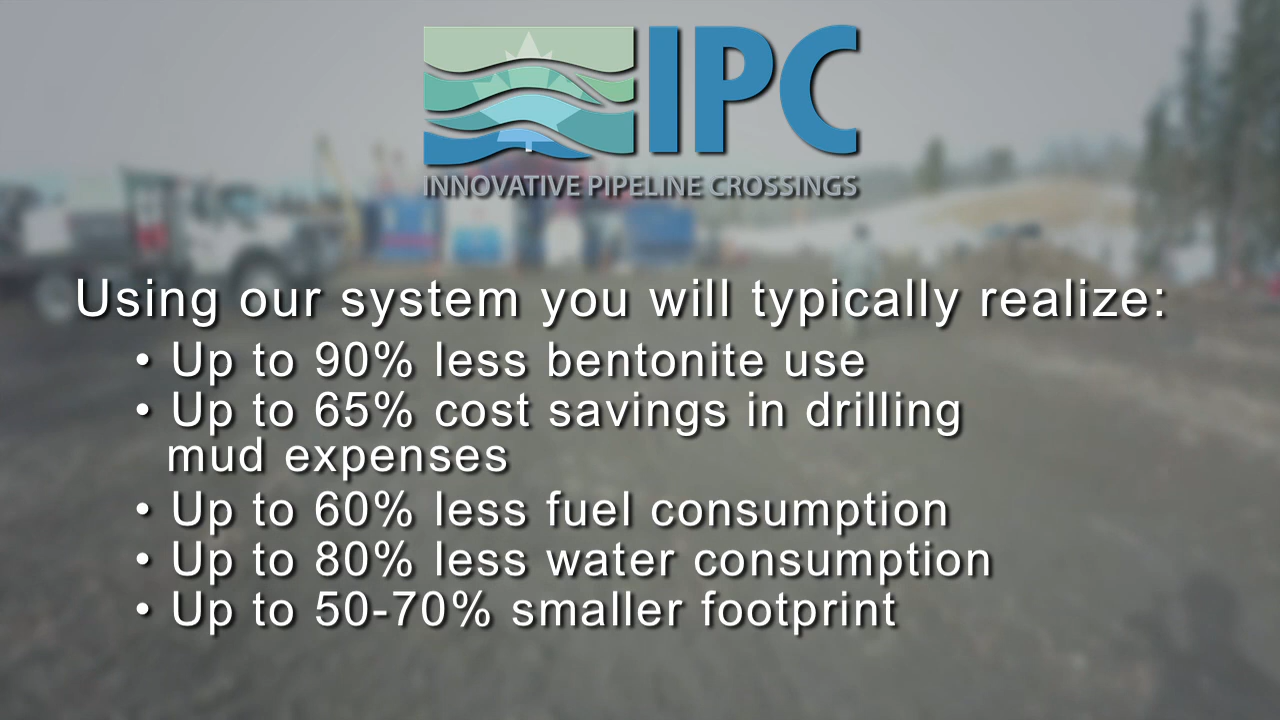 IPC
INNOVATIVE PIPELINE CROSSINGS
Using our system you will typically realize:
• Up to 90% less bentonite use
• Up to 65% cost savings in drilling
mud expenses
• Up to 60% less fuel consumption
• Up to 80% less water consumption
• Up to 50-70% smaller footprint